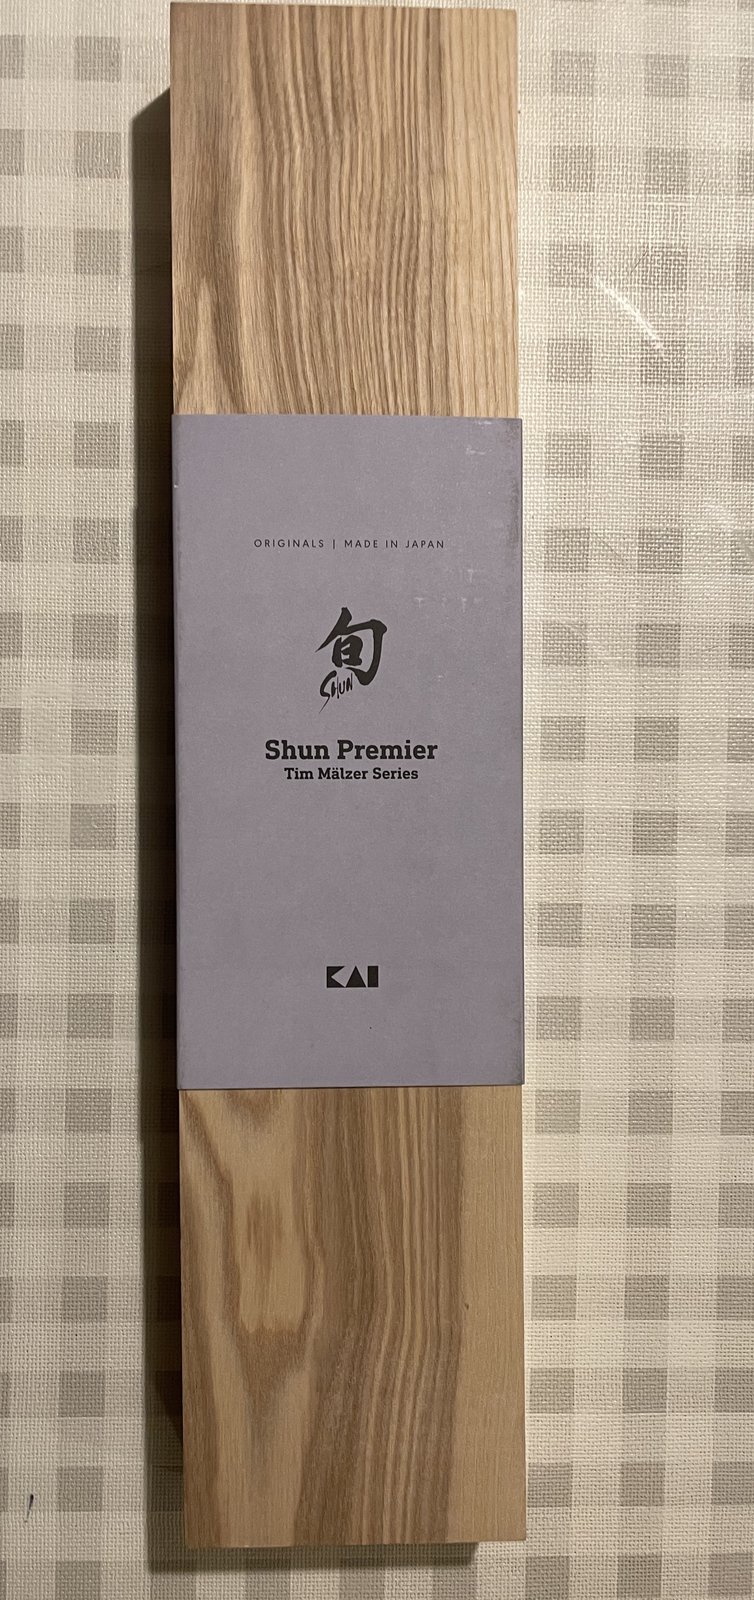 ORIGINALS | MADE IN JAPAN
旬
SHUN
Shun Premier
Tim Mälzer Series
KAI